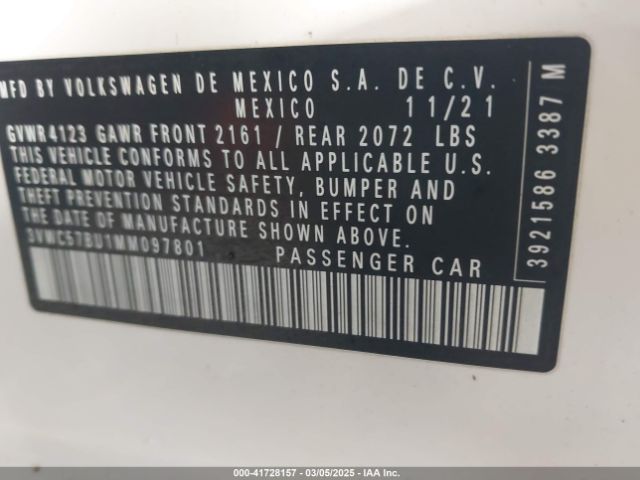 MFD BY VOLKSWAGEN DE MEXICO S.A. DE C.V.
MEXICO 11/21
GVWR 4123 GAWR FRONT 2161 / REAR 2072 LBS
THIS VEHICLE CONFORMS TO ALL APPLICABLE U.S.
FEDERAL MOTOR VEHICLE SAFETY, BUMPER AND
THEFT PREVENTION STANDARDS IN EFFECT ON
THE DATE OF MANUFACTURE SHOWN ABOVE.
3VWC57BU1MM097801 PASSENGER CAR
3921586 3387 M
000-41728157 | 03/05/2025 | IAA Inc.